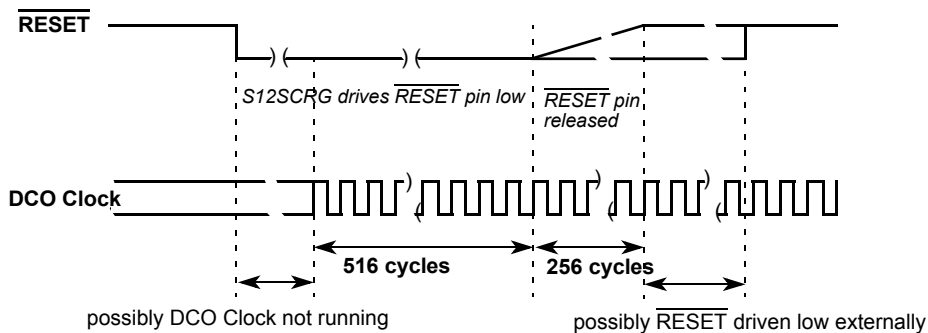 RESET
S12SCRG drives RESET pin low
RESET pin
released
DCO Clock
516 cycles
256 cycles
possibly DCO Clock not running
possibly RESET driven low externally